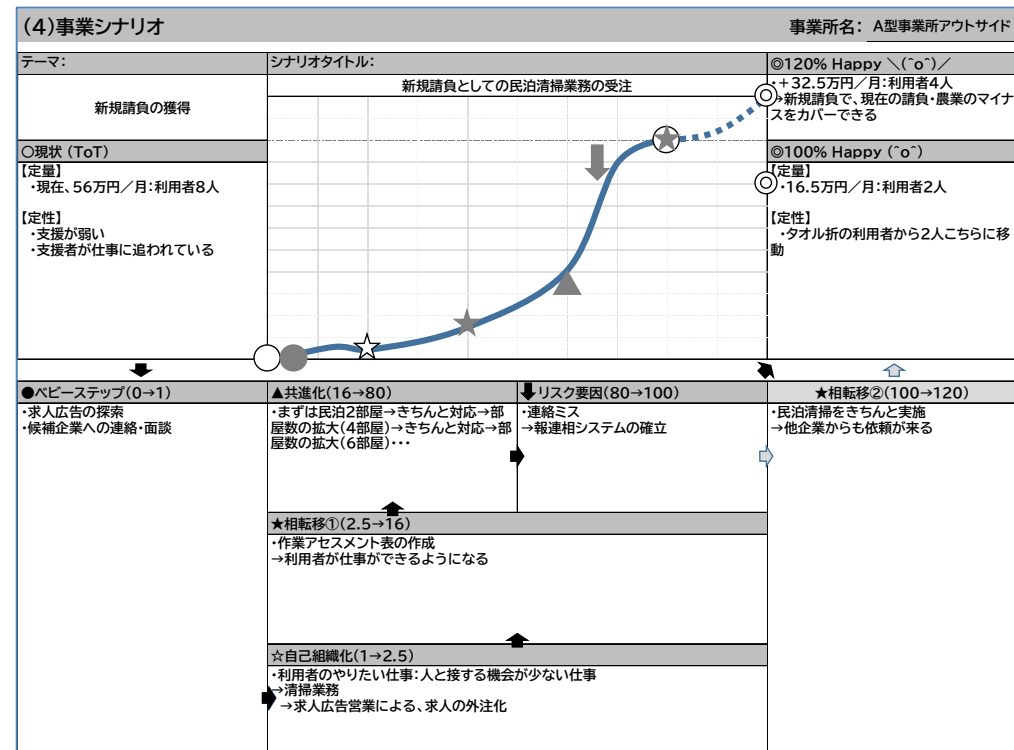 (4)事業シナリオ
事業所名： A型事業所アウトサイド
テーマ：
新規請負の獲得
シナリオタイトル：
新規請負としての民泊清掃業務の受注
◎120% Happy ＼(^o^)／
・＋32.5万円／月：利用者4人
→新規請負で、現在の請負・農業のマイナ
スをカバーできる
○現状 (ToT)
【定量】
・現在、56万円／月：利用者8人
【定性】
・支援が弱い
・支援者が仕事に追われている
◎100% Happy (^o^)
【定量】
・16.5万円／月：利用者2人
【定性】
・タオル折の利用者から2人こちらに移
動
●ベビーステップ(0→1)
・求人広告の探索
・候補企業への連絡・面談
▲共進化(16→80)
・まずは民泊2部屋→きちんと対応→部
屋数の拡大(4部屋)→きちんと対応→部
屋数の拡大(6部屋)・・・
⬇リスク要因(80→100)
・連絡ミス
→報連相システムの確立
★相転移②(100→120)
・民泊清掃をきちんと実施
→他企業からも依頼が来る
★相転移①(2.5→16)
・作業アセスメント表の作成
→利用者が仕事ができるようになる
☆自己組織化(1→2.5)
・利用者のやりたい仕事：人と接する機会が少ない仕事
→清掃業務
→求人広告営業による、求人の外注化